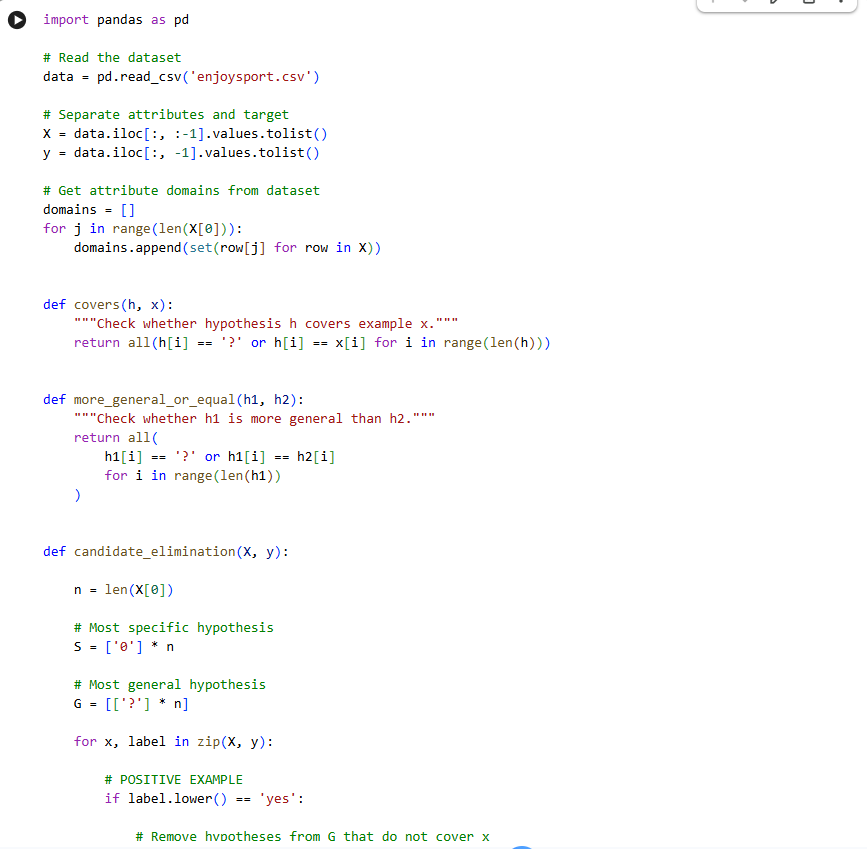 import pandas as pd
# Read the dataset
data = pd.read_csv('enjoysport.csv')
# Separate attributes and target
X = data.iloc[:, :-1].values.tolist()
y = data.iloc[:, -1].values.tolist()
# Get attribute domains from dataset
domains = []
for j in range(len(X[0])):
    domains.append(set(row[j] for row in X))
def covers(h, x):
    """Check whether hypothesis h covers example x."""
    return all(h[i] == '?' or h[i] == x[i] for i in range(len(h)))
def more_general_or_equal(h1, h2):
    """Check whether h1 is more general than h2."""
    return all(
        h1[i] == '?' or h1[i] == h2[i]
        for i in range(len(h1))
    )
def candidate_elimination(X, y):
    n = len(X[0])
    # Most specific hypothesis
    S = ['0'] * n
    # Most general hypothesis
    G = [['?'] * n]
    for x, label in zip(X, y):
        # POSITIVE EXAMPLE
        if label.lower() == 'yes':
            # Remove hypotheses from G that do not cover x